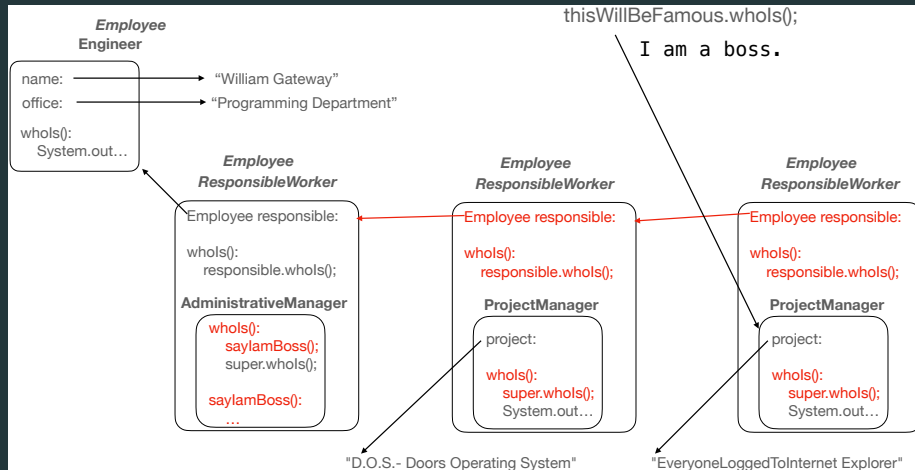 thisWillBeFamous.whoIs();
I am a boss.
Employee
Engineer
name:
"William Gateway"
office:
"Programming Department"
whoIs():
System.out…
Employee
ResponsibleWorker
Employee responsible:
whoIs():
responsible.whoIs();
AdministrativeManager
whoIs():
sayIamBoss();
super.whoIs();
sayIamBoss():
…
Employee
ResponsibleWorker
Employee responsible:
whoIs():
responsible.whoIs();
ProjectManager
project:
whoIs():
super.whoIs();
System.out…
Employee
ResponsibleWorker
Employee responsible:
whoIs():
responsible.whoIs();
ProjectManager
project:
whoIs():
super.whoIs();
System.out…
"D.O.S.- Doors Operating System"
"EveryoneLoggedToInternet Explorer"